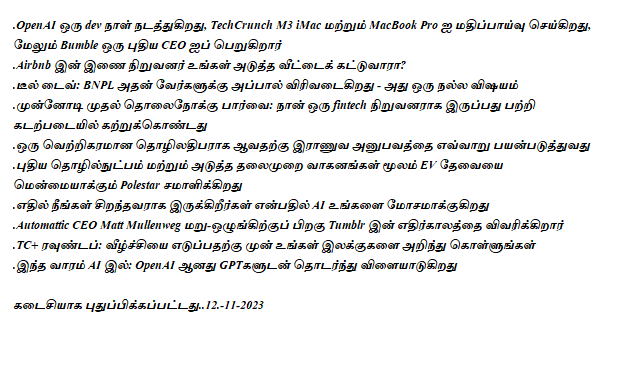 .OpenAI ஒரு dev நாள் நடத்துகிறது, TechCrunch M3 iMac மற்றும் MacBook Pro ஐ மதிப்பாய்வு செய்கிறது,
மேலும் Bumble ஒரு புதிய CEO ஐப் பெறுகிறார்
.Airbnb இன் இணை நிறுவனர் உங்கள் அடுத்த வீட்டைக் கட்டுவாரா?
.டீல் டைவ்: BNPL அதன் வேர்களுக்கு அப்பால் விரிவடைகிறது - அது ஒரு நல்ல விஷயம்
.முன்னோடி முதல் தொலைநோக்கு பார்வை: நான் ஒரு fintech நிறுவனராக இருப்பது பற்றி
கடற்படையில் கற்றுக்கொண்டது
.ஒரு வெற்றிகரமான தொழிலதிபராக ஆவதற்கு இராணுவ அனுபவத்தை எவ்வாறு பயன்படுத்துவது
.புதிய தொழில்நுட்பம் மற்றும் அடுத்த தலைமுறை வாகனங்கள் மூலம் EV தேவையை
மென்மையாக்கும் Polestar சமாளிக்கிறது
.எதில் நீங்கள் சிறந்தவராக இருக்கிறீர்கள் என்பதில் AI உங்களை மோசமாக்குகிறது
.Automattic CEO Matt Mullenweg மறு-ஒழுங்கிற்குப் பிறகு Tumblr இன் எதிர்காலத்தை விவரிக்கிறார்
.TC+ ரவுண்டப்: வீழ்ச்சியை எடுப்பதற்கு முன் உங்கள் இலக்குகளை அறிந்து கொள்ளுங்கள்
.இந்த வாரம் AI இல்: OpenAI ஆனது GPTகளுடன் தொடர்ந்து விளையாடுகிறது
கடைசியாக புதுப்பிக்கப்பட்டது..12.-11-2023